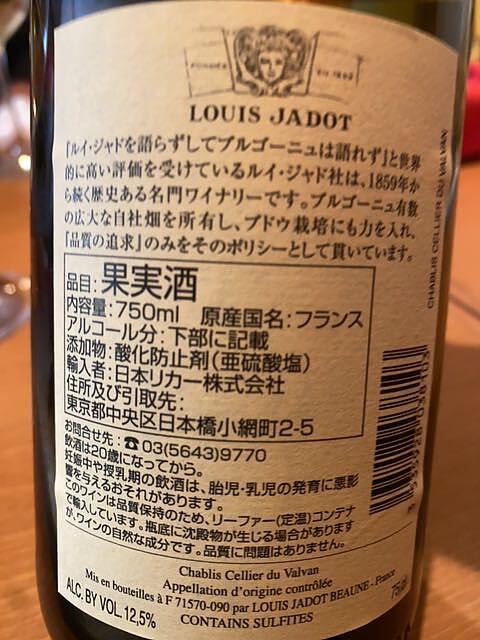 FONDÉE EN 1859
LOUIS JADOT
『ルイ・ジャドを語らずしてブルゴーニュは語れず』と世界
的に高い評価を受けているルイ・ジャド社は、1859年か
ら続く歴史ある名門ワイナリーです。ブルゴーニュ有数
の広大な自社畑を所有し、ブドウ栽培にも力を入れ、
「品質の追求」のみをそのポリシーとして貫いています。
品目:果実酒
内容量:750ml 原産国名:フランス
アルコール分:下部に記載
添加物:酸化防止剤(亜硫酸塩)
輸入者:日本リカー株式会社
住所及び引取先:
東京都中央区日本橋小網町2-5
お問合せ先:☎03(5643)9770
飲酒は20歳になってから。
妊娠中や授乳期の飲酒は、胎児・乳児の発育に悪影
響を与えるおそれがあります。
このワインは品質保持のため、リーファー(定温)コンテナ
で輸入しています。瓶底に沈殿物が生じる場合があります
が、ワインの自然な成分です。品質に問題はありません。
Chablis Cellier du Valvan
Appellation d'origine contrôlée
Mis en bouteilles à F 71570-090 par LOUIS JADOT BEAUNE - France
ALC. BY VOL. 12,5%
CONTAINS SULFITES
CHABLIS CELLIER DU VALVAN